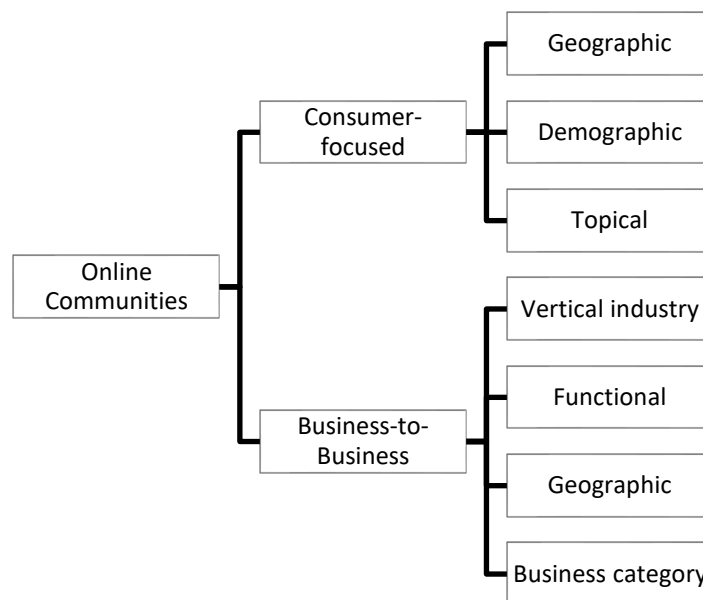 Online
Communities
Consumer-
focused
Geographic
Demographic
Topical
Business-to-
Business
Vertical industry
Functional
Geographic
Business category